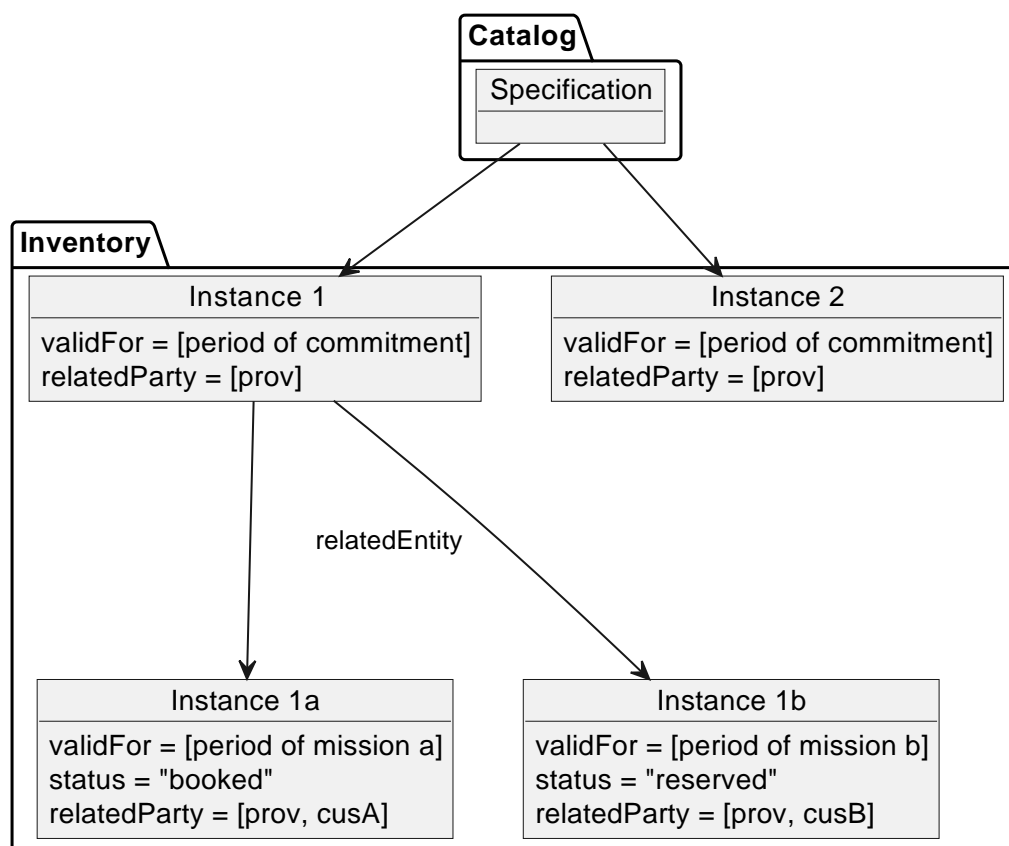 Catalog
Specification
Inventory
Instance 1
validFor = [period of commitment]
relatedParty = [prov]
Instance 2
validFor = [period of commitment]
relatedParty = [prov]
relatedEntity
Instance 1a
validFor = [period of mission a]
status = "booked"
relatedParty = [prov, cusA]
Instance 1b
validFor = [period of mission b]
status = "reserved"
relatedParty = [prov, cusB]